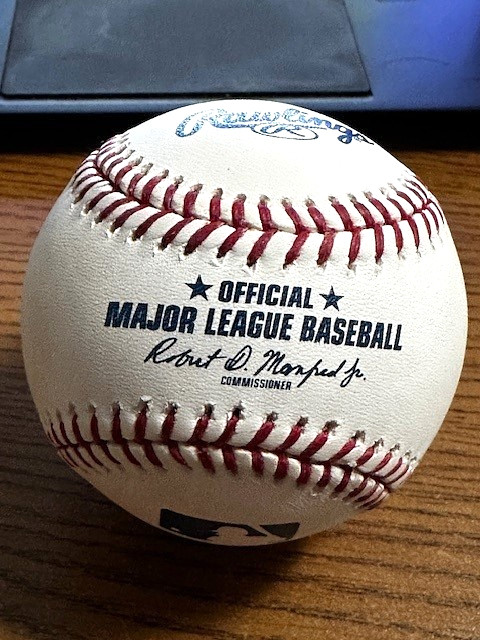 Rawlings
R
★ OFFICIAL ★
MAJOR LEAGUE BASEBALL
Robert D. Manfred Jr.
COMMISSIONER